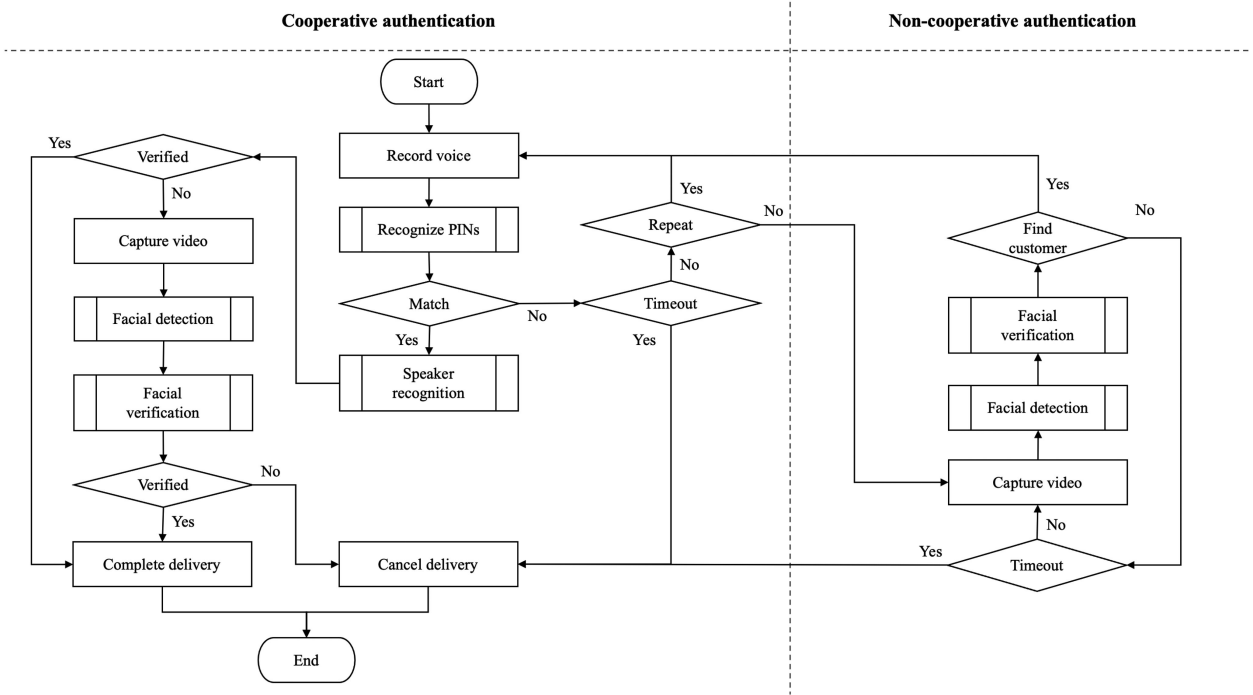 Cooperative authentication
Non-cooperative authentication
Start
Yes
Verified
Record voice
No
Yes
Yes
No
Capture video
Recognize PINs
Repeat
No
Find
customer
No
Facial detection
Match
No
Timeout
Facial
verification
Yes
Yes
Speaker
recognition
Facial
verification
Facial detection
Verified
No
Capture video
Yes
No
Complete delivery
Cancel delivery
Yes
Timeout
End